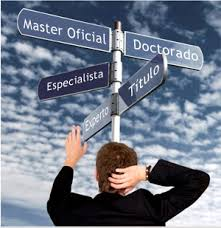 Master Oficial
Doctorado
Especialista
Título
Experto